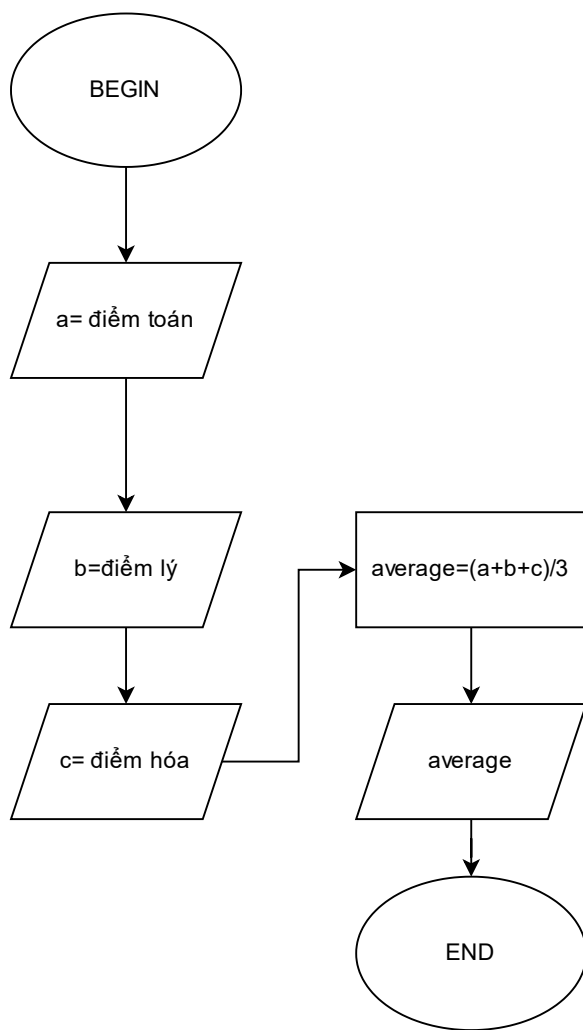 BEGIN
a= điểm toán
b=điểm lý
c= điểm hóa
average=(a+b+c)/3
average
END